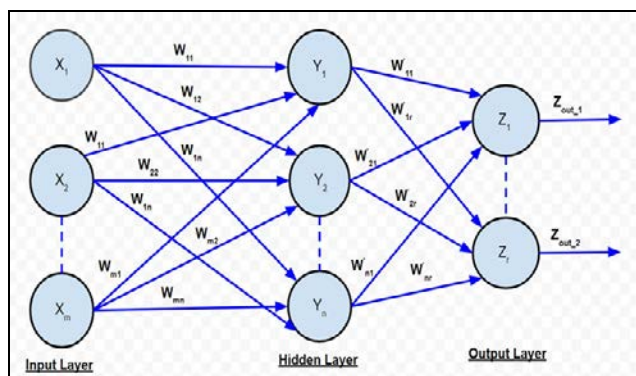 X1
Y1
W11
W'11
W12
Z1
Zout_1
W11
W1n
W'1r
X2
W22
Y2
W'21
W'2r
W1n
Wm2
Wm1
Zr
Zout_2
Xm
Wmn
Yn
W'n1
W'nr
Input Layer
Hidden Layer
Output Layer